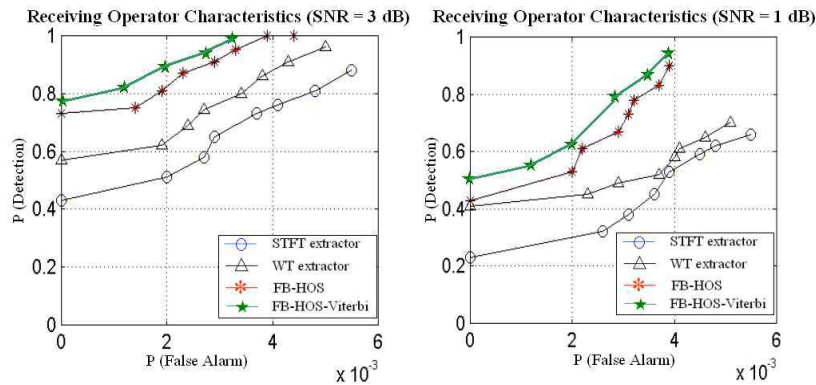 Receiving Operator Characteristics (SNR = 3 dB)
1
0.8
0.6
0.4
0.2
0
P (Detection)
STFT extractor
WT extractor
FB-HOS
FB-HOS-Viterbi
0 2 4 6
P (False Alarm)
x 10⁻³
Receiving Operator Characteristics (SNR = 1 dB)
1
0.8
0.6
0.4
0.2
0
P (Detection)
STFT extractor
WT extractor
FB-HOS
FB-HOS-Viterbi
0 2 4 6
P (False Alarm)
x 10⁻³